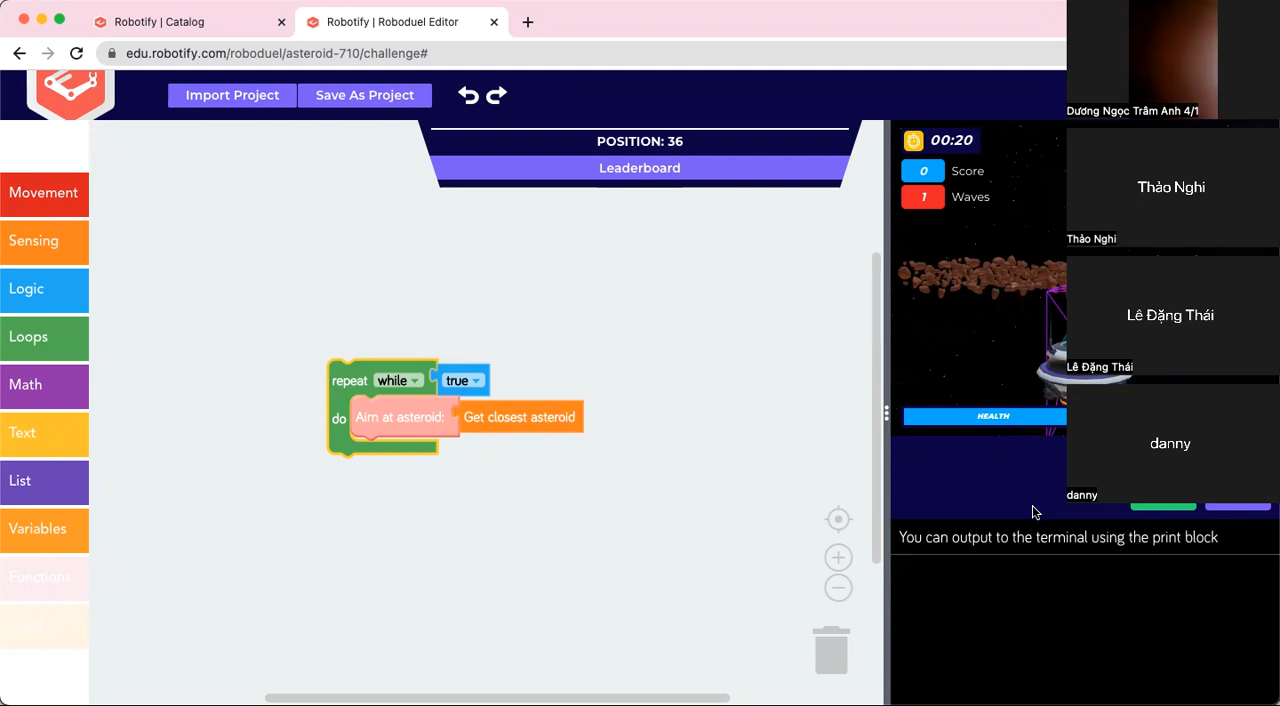 Robotify | Catalog
Robotify | Roboduel Editor
edu.robotify.com/roboduel/asteroid-710/challenge#
Import Project
Save As Project
POSITION: 36
Leaderboard
Movement
Sensing
Logic
Loops
Math
Text
List
Variables
Functions
repeat while true
do Aim at asteroid: Get closest asteroid
00:20
0 Score
1 Waves
HEALTH
You can output to the terminal using the print block
Dương Ngọc Trâm Anh 4/1
Thảo Nghi
Thảo Nghi
Lê Đặng Thái
Lê Đặng Thái
danny
danny